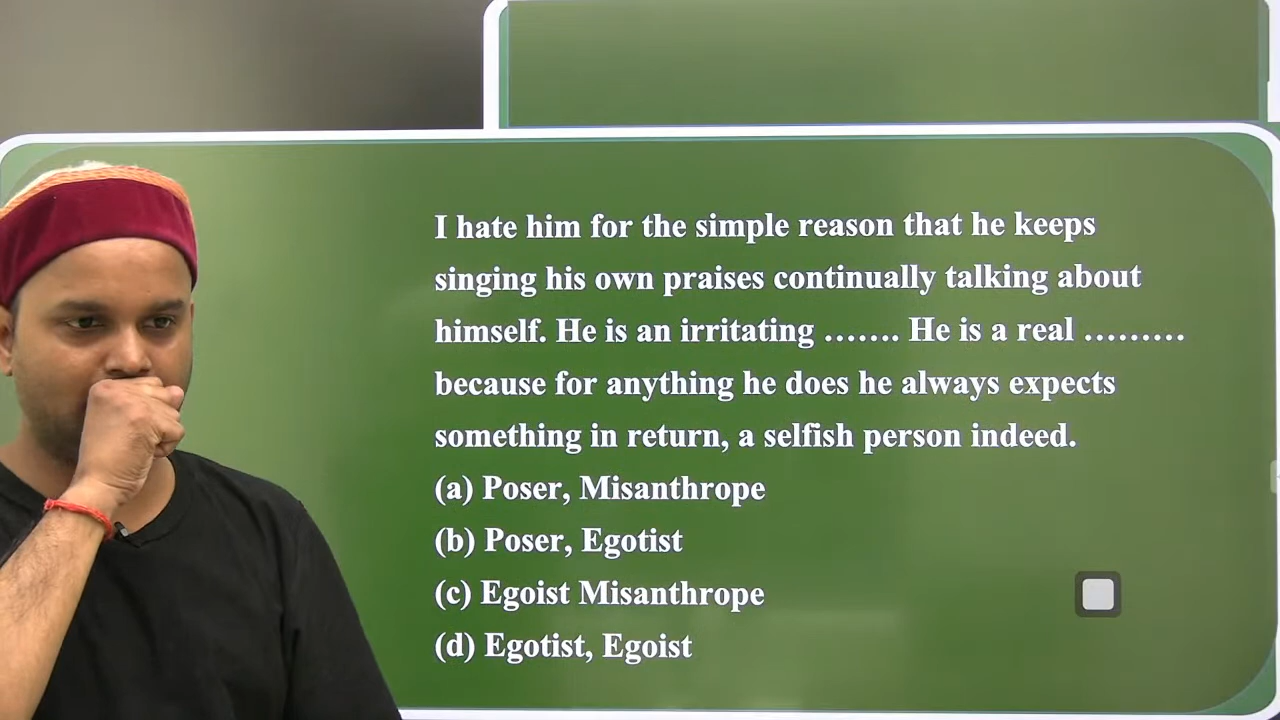 I hate him for the simple reason that he keeps
singing his own praises continually talking about
himself. He is an irritating ....... He is a real .........
because for anything he does he always expects
something in return, a selfish person indeed.
(a) Poser, Misanthrope
(b) Poser, Egotist
(c) Egoist Misanthrope
(d) Egotist, Egoist